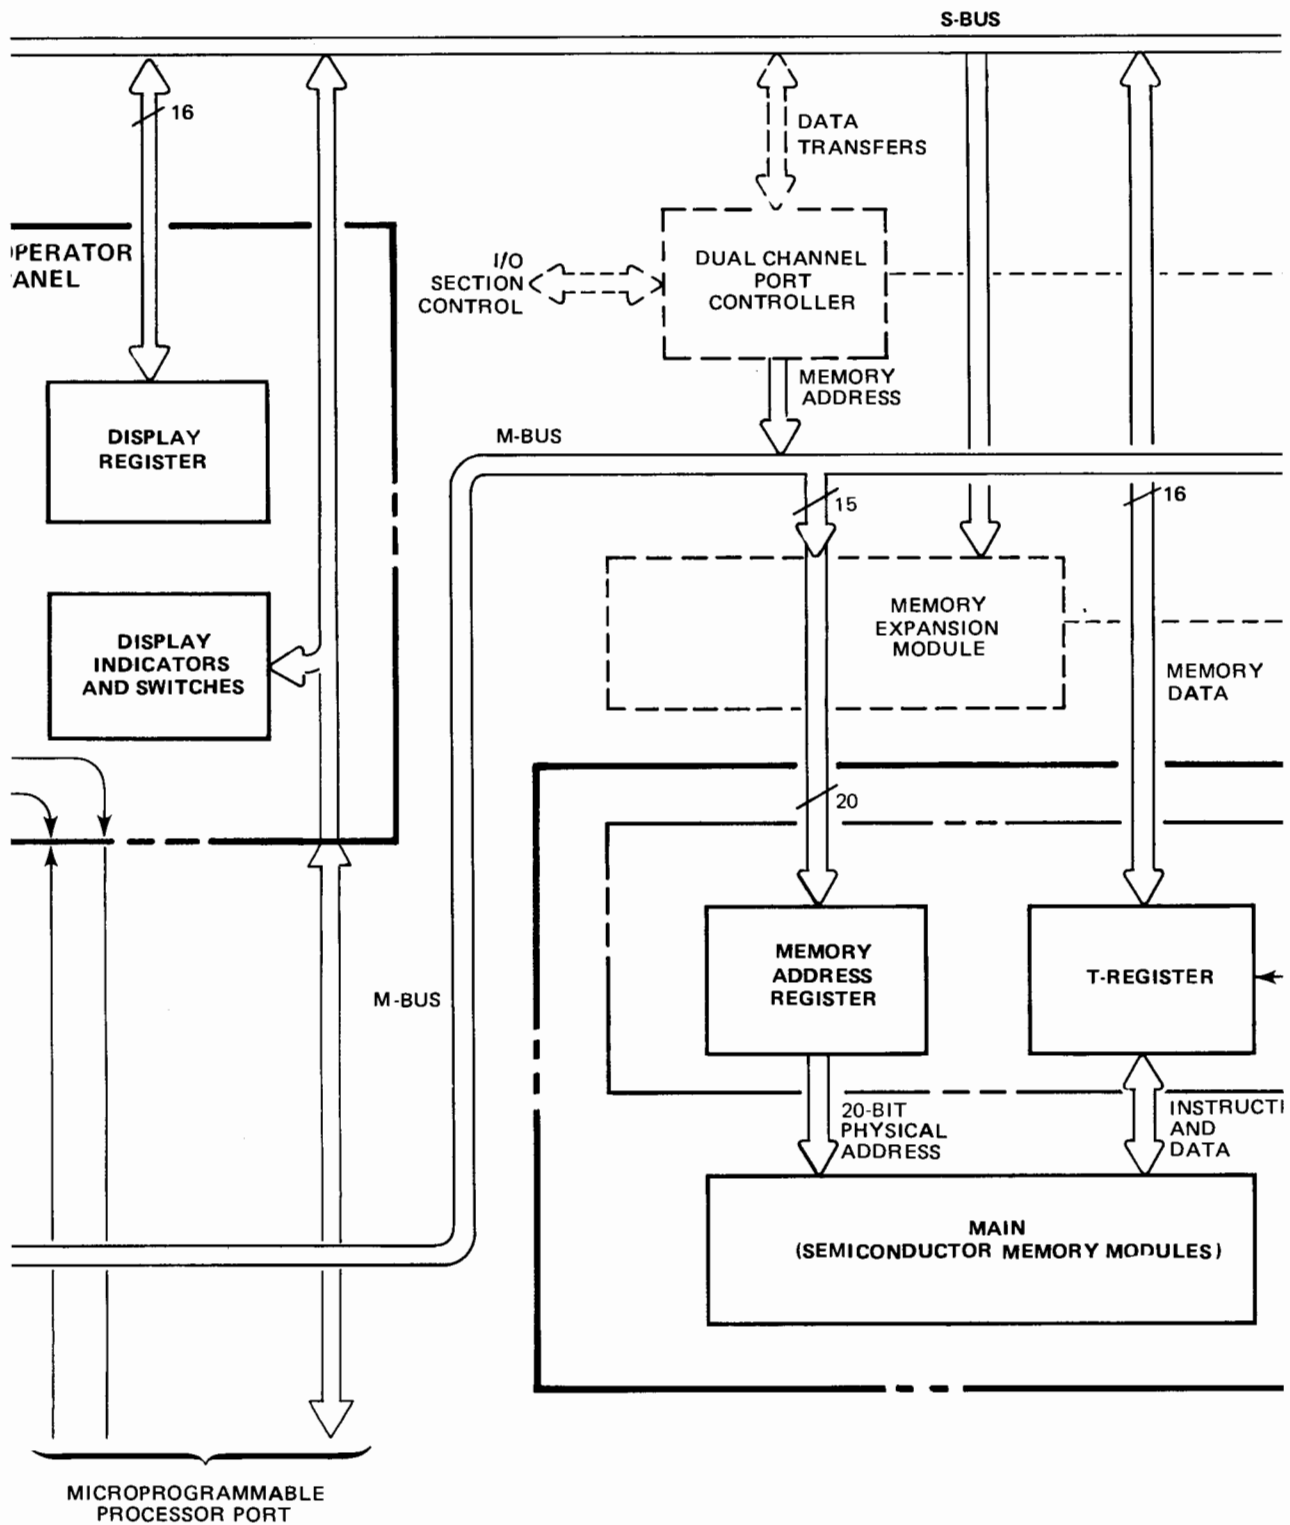 S-BUS
16
DATA
TRANSFERS
OPERATOR
PANEL
I/O
SECTION
CONTROL
DUAL CHANNEL
PORT
CONTROLLER
MEMORY
ADDRESS
DISPLAY
REGISTER
M-BUS
15
16
MEMORY
EXPANSION
MODULE
DISPLAY
INDICATORS
AND SWITCHES
MEMORY
DATA
20
MEMORY
ADDRESS
REGISTER
T-REGISTER
M-BUS
20-BIT
PHYSICAL
ADDRESS
INSTRUCTI
AND
DATA
MAIN
(SEMICONDUCTOR MEMORY MODULES)
MICROPROGRAMMABLE
PROCESSOR PORT